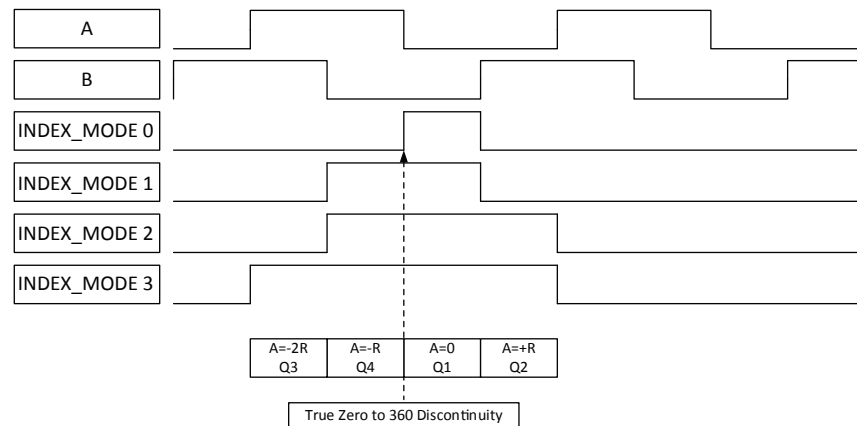 A
B
INDEX_MODE 0
INDEX_MODE 1
INDEX_MODE 2
INDEX_MODE 3
A=-2R A=-R A=0 A=+R
Q3 Q4 Q1 Q2
True Zero to 360 Discontinuity